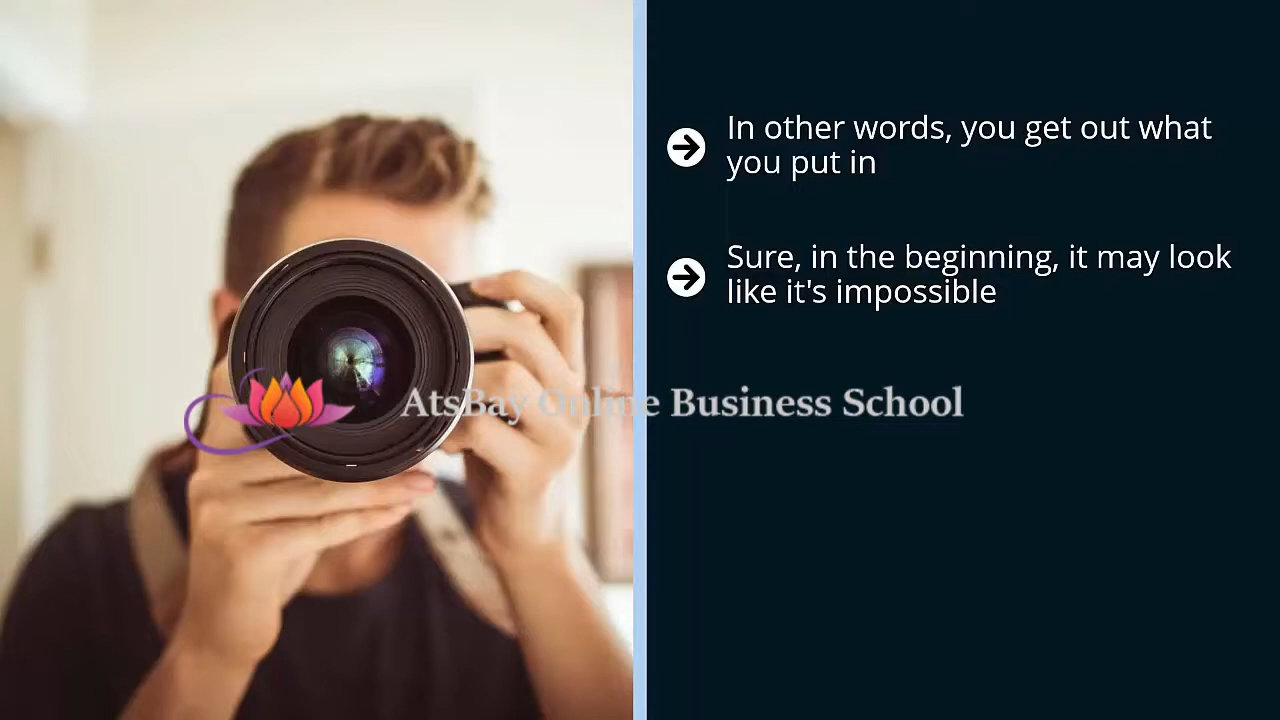 In other words, you get out what
you put in
Sure, in the beginning, it may look
like it's impossible
AtsBay Online Business School